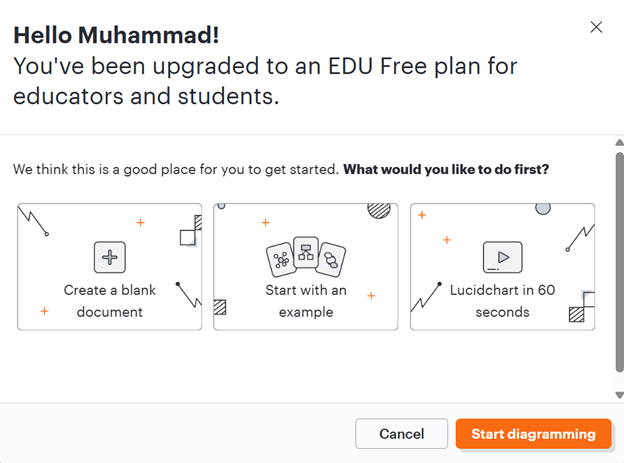 Hello Muhammad!
You've been upgraded to an EDU Free plan for
educators and students.
We think this is a good place for you to get started. What would you like to do first?
Create a blank
document
Start with an
example
Lucidchart in 60
seconds
Cancel
Start diagramming